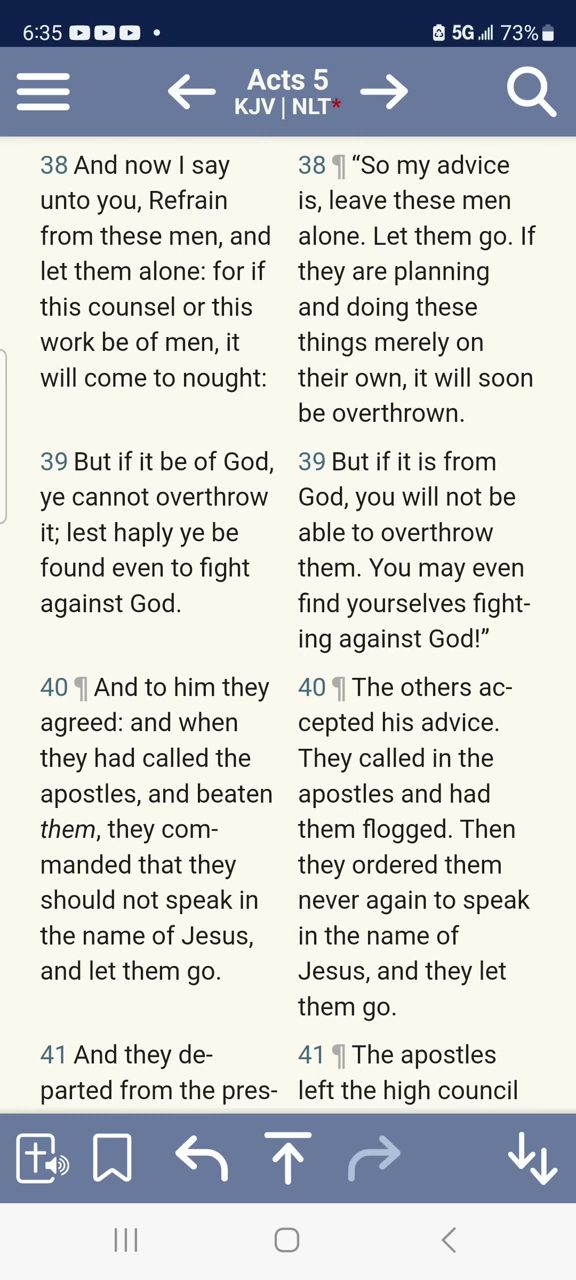 6:35
5G 73%
Acts 5
KJV | NLT*
38 And now I say
unto you, Refrain
from these men, and
let them alone: for if
this counsel or this
work be of men, it
will come to nought:
39 But if it be of God,
ye cannot overthrow
it; lest haply ye be
found even to fight
against God.
40 ¶ And to him they
agreed: and when
they had called the
apostles, and beaten
them, they com-
manded that they
should not speak in
the name of Jesus,
and let them go.
41 And they de-
parted from the pres-
38 ¶ “So my advice
is, leave these men
alone. Let them go. If
they are planning
and doing these
things merely on
their own, it will soon
be overthrown.
39 But if it is from
God, you will not be
able to overthrow
them. You may even
find yourselves fight-
ing against God!”
40 ¶ The others ac-
cepted his advice.
They called in the
apostles and had
them flogged. Then
they ordered them
never again to speak
in the name of
Jesus, and they let
them go.
41 ¶ The apostles
left the high council